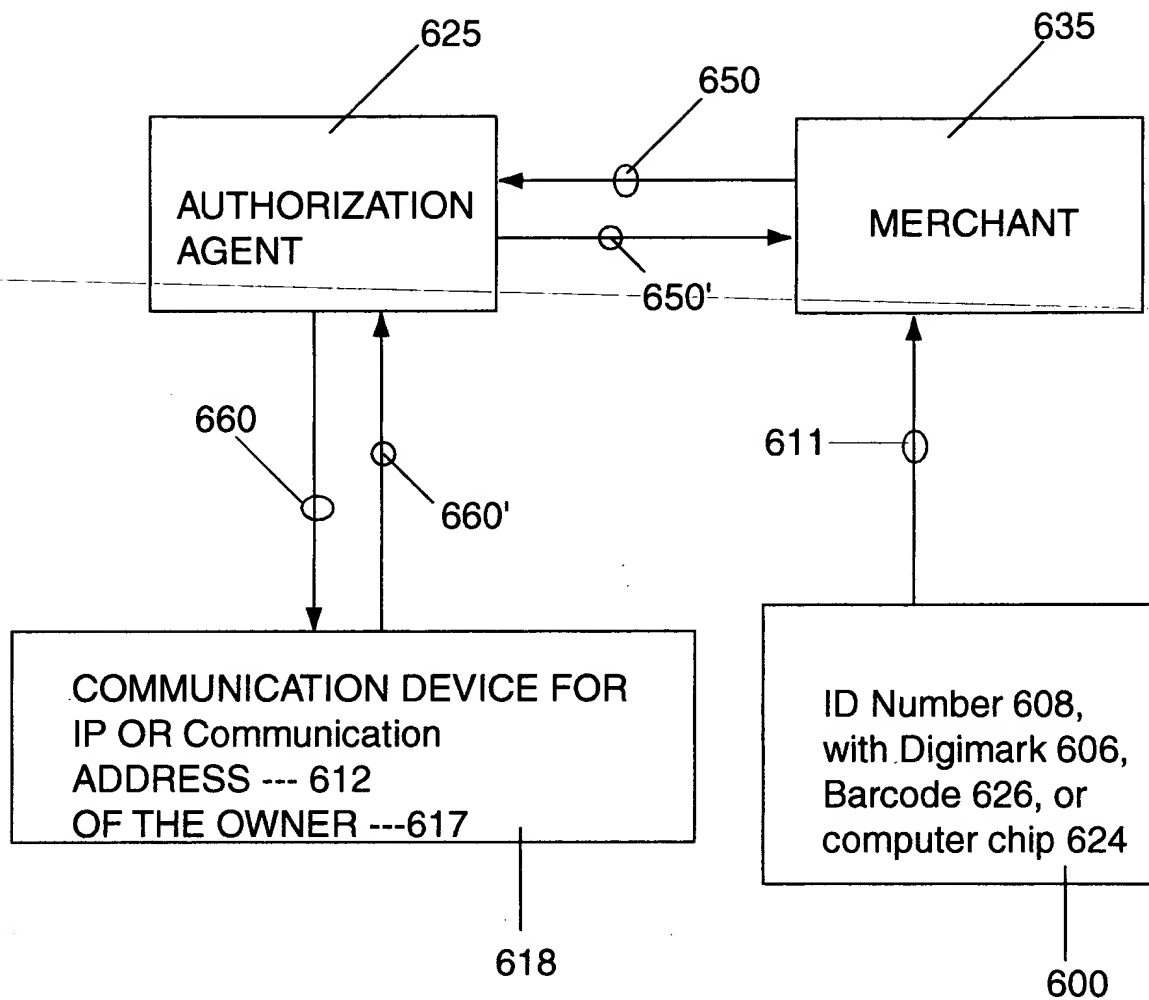 625
635
650
AUTHORIZATION
AGENT
MERCHANT
650'
660
660'
611
COMMUNICATION DEVICE FOR
IP OR Communication
ADDRESS --- 612
OF THE OWNER ---617
ID Number 608,
with Digimark 606,
Barcode 626, or
computer chip 624
618
600